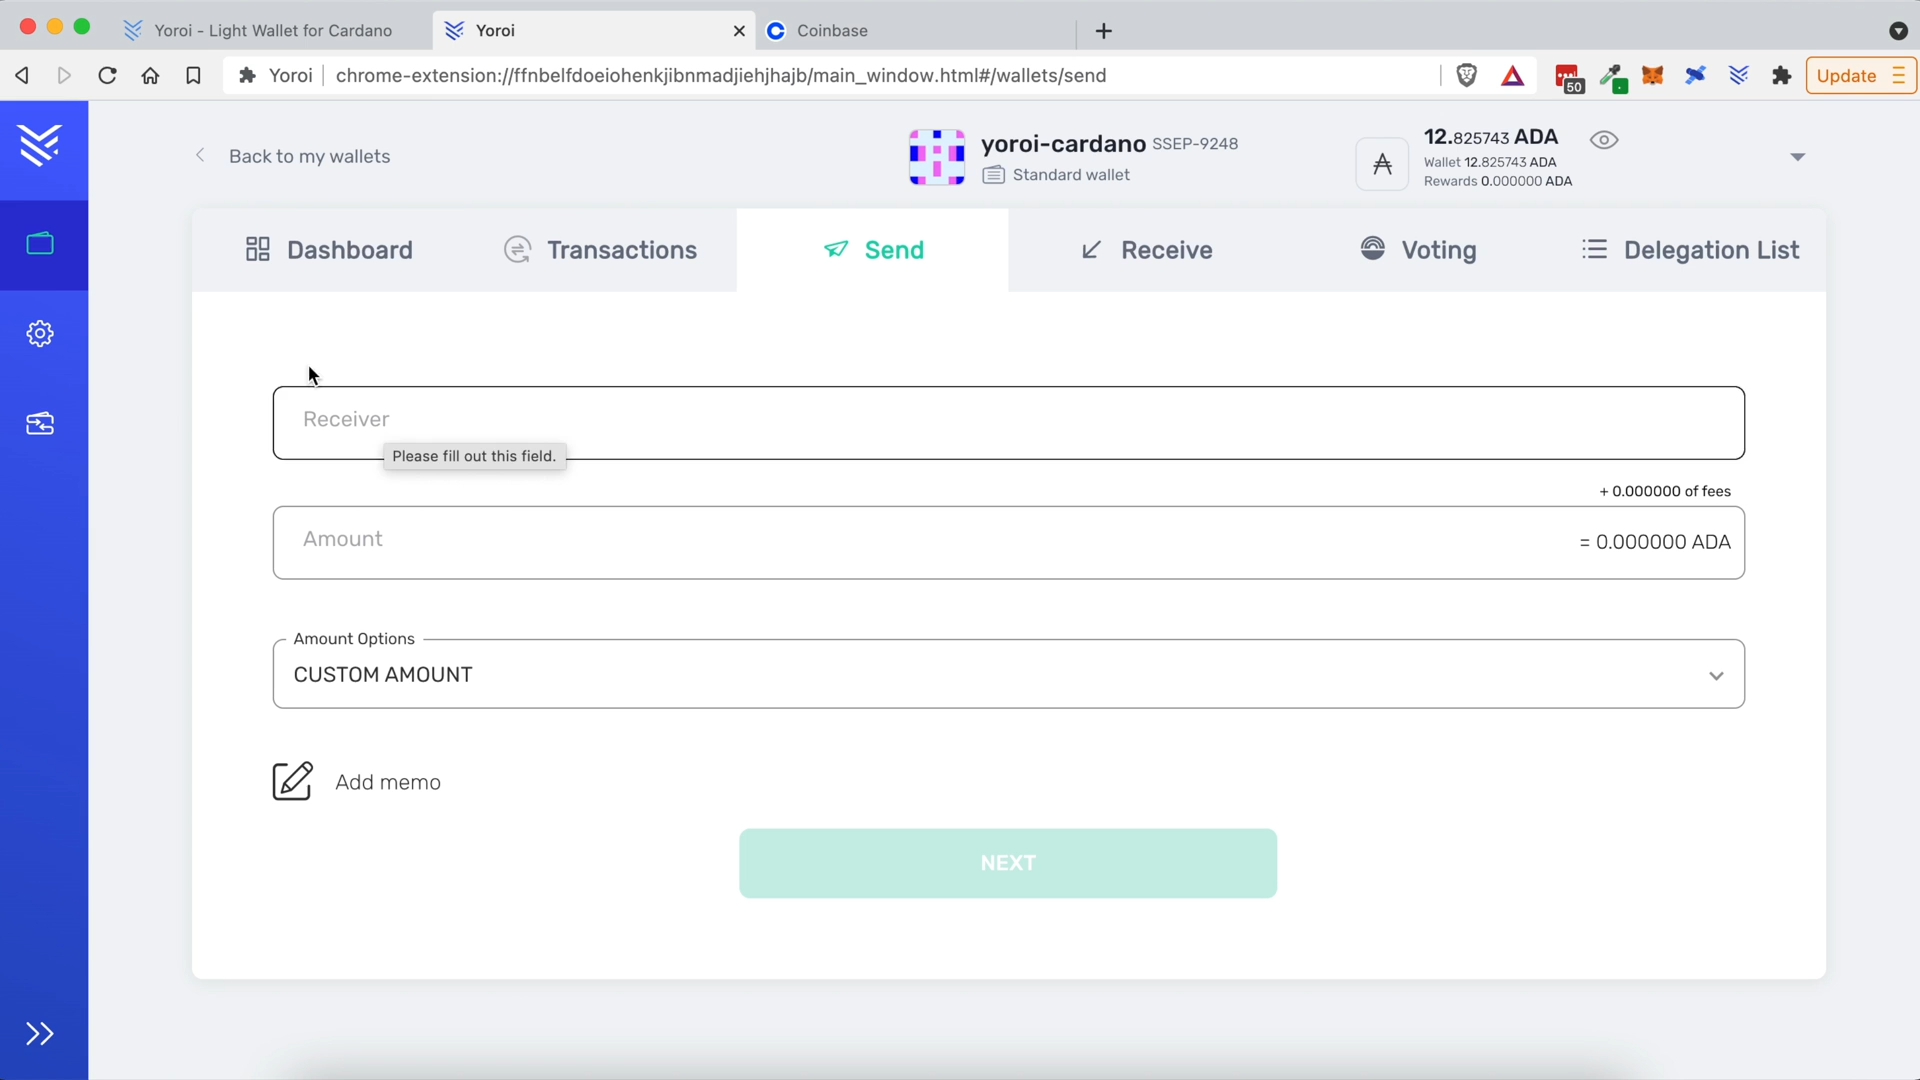 Yoroi - Light Wallet for Cardano
Yoroi
Coinbase
Yoroi
chrome-extension://ffnbelfdoeiohenkjibnmadjiehjhajb/main_window.html#/wallets/send
50
Update
Back to my wallets
yoroi-cardano SSEP-9248
Standard wallet
12.825743 ADA
Wallet 12.825743 ADA
Rewards 0.000000 ADA
Dashboard
Transactions
Send
Receive
Voting
Delegation List
Receiver
Please fill out this field.
+ 0.000000 of fees
Amount
= 0.000000 ADA
Amount Options
CUSTOM AMOUNT
Add memo
NEXT